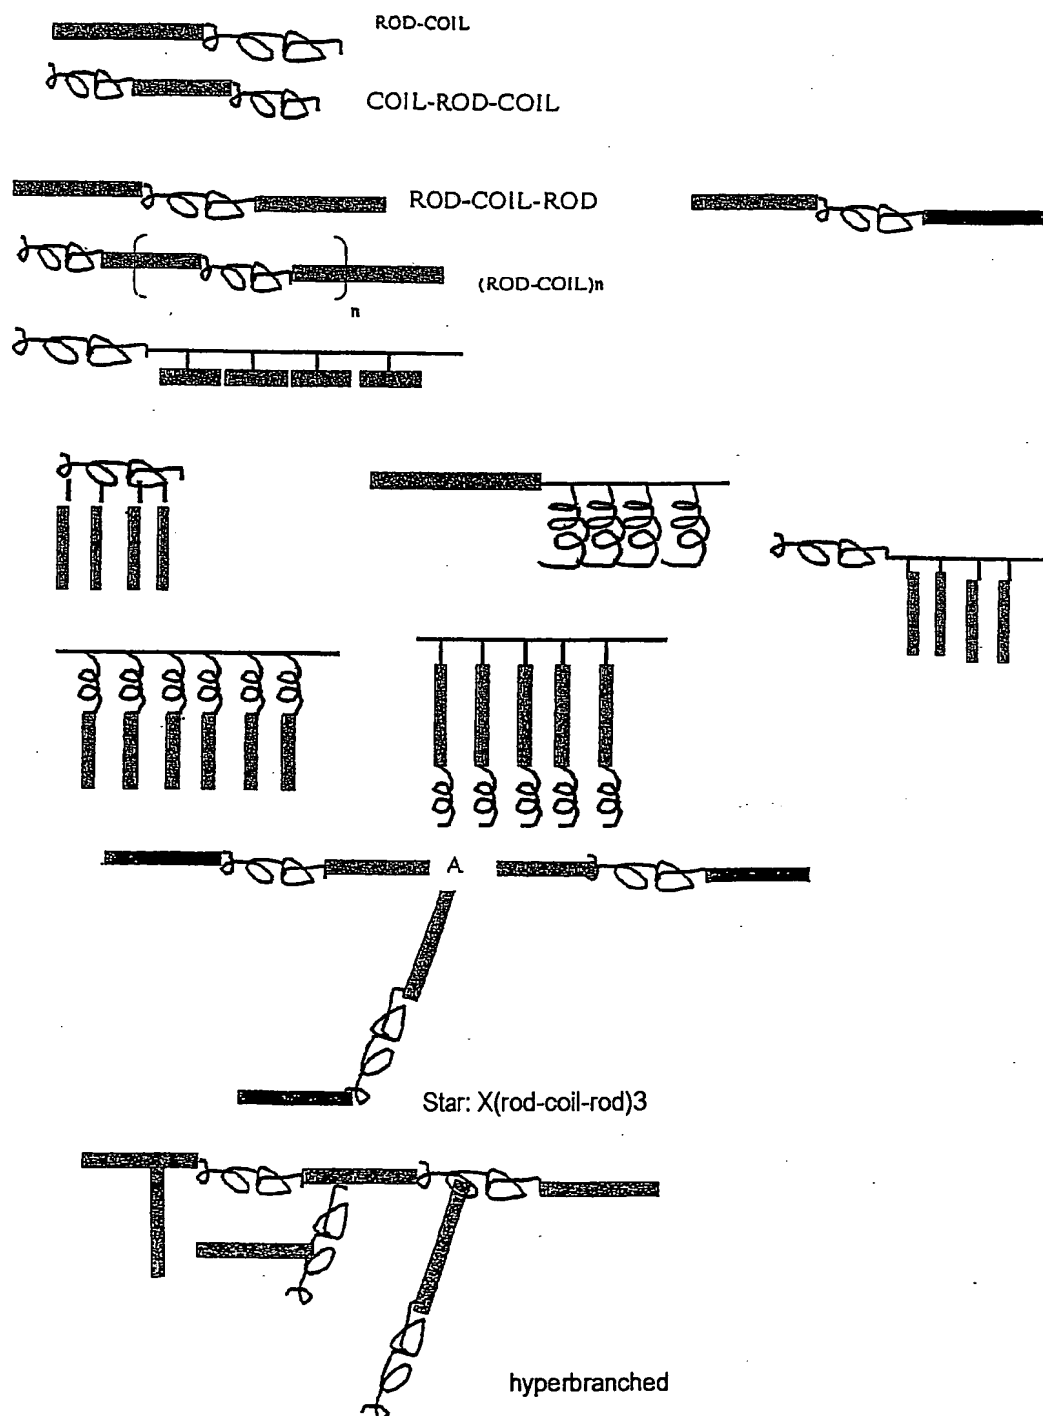 ROD-COIL
COIL-ROD-COIL
ROD-COIL-ROD
(ROD-COIL)n
n
A
Star: X(rod-coil-rod)3
hyperbranched